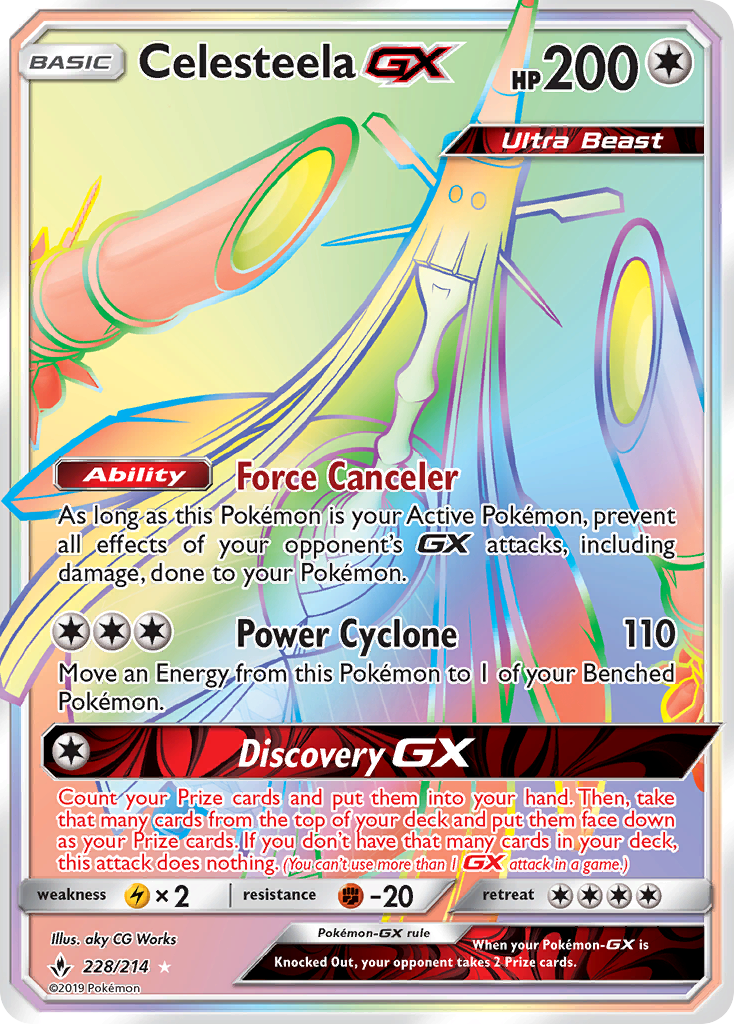 BASIC Celesteela GX HP 200
Ultra Beast
Ability Force Canceler
As long as this Pokémon is your Active Pokémon, prevent
all effects of your opponent's GX attacks, including
damage, done to your Pokémon.
Power Cyclone 110
Move an Energy from this Pokémon to 1 of your Benched
Pokémon.
Discovery GX
Count your Prize cards and put them into your hand. Then, take
that many cards from the top of your deck and put them face down
as your Prize cards. If you don't have that many cards in your deck,
this attack does nothing. (You can't use more than 1 GX attack in a game.)
weakness × 2 resistance -20 retreat
Illus. aky CG Works
228/214
©2019 Pokémon
Pokémon-GX rule
When your Pokémon-GX is
Knocked Out, your opponent takes 2 Prize cards.